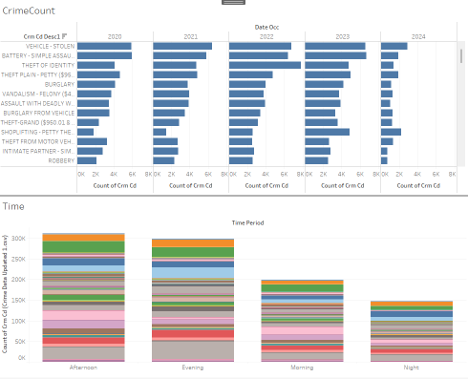 CrimeCount
Date Occ
Crm Cd Desc1 2020 2021 2022 2023 2024
VEHICLE - STOLEN
BATTERY - SIMPLE ASSAU..
THEFT OF IDENTITY
THEFT PLAIN - PETTY ($95..
BURGLARY
VANDALISM - FELONY ($4..
ASSAULT WITH DEADLY W..
BURGLARY FROM VEHICLE
THEFT-GRAND ($950.01 &..
SHOPLIFTING - PETTY THE..
THEFT FROM MOTOR VEH..
INTIMATE PARTNER - SIM..
ROBBERY
0K 2K 4K 6K 8K 0K 2K 4K 6K 8K 0K 2K 4K 6K 8K 0K 2K 4K 6K 8K 0K 2K 4K 6K 8K
Count of Crm Cd Count of Crm Cd Count of Crm Cd Count of Crm Cd Count of Crm Cd
Time
Time Period
Count of Crm Cd (Crime Data Updated 1.csv)
300K
250K
200K
150K
100K
50K
0K
Afternoon Evening Morning Night